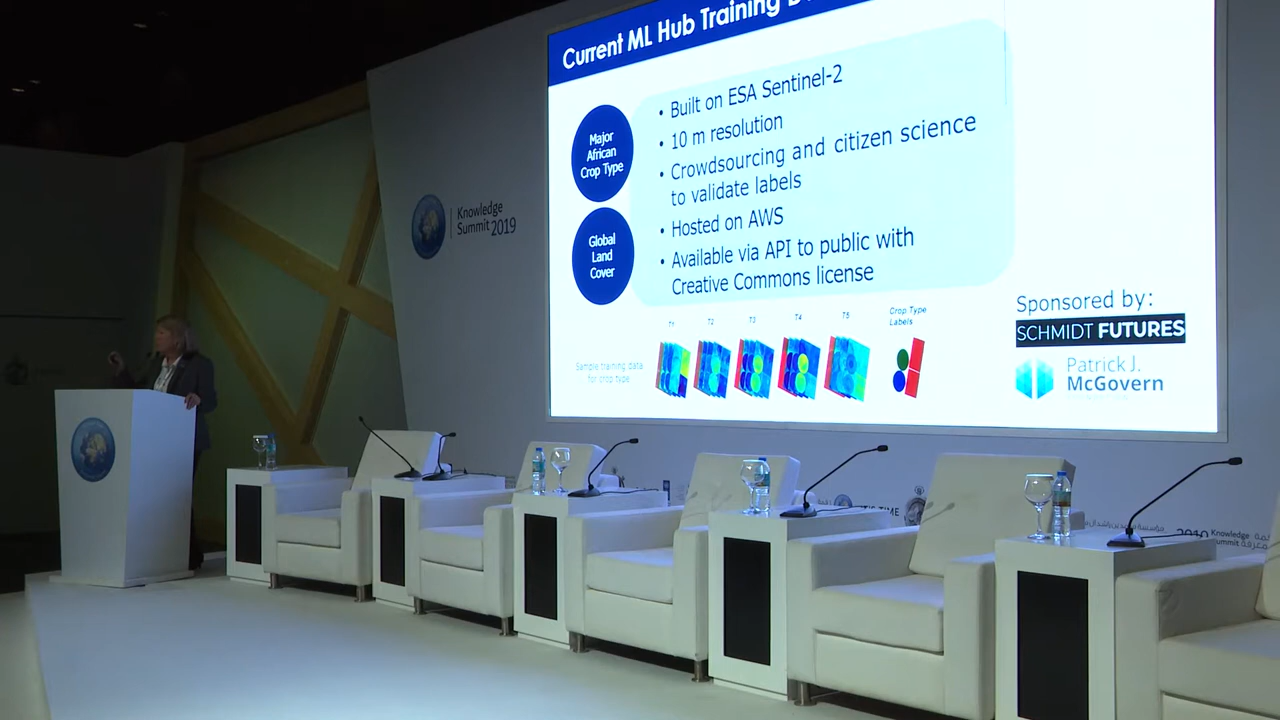 Current ML Hub Training
Major
African
Crop Type
Global
Land
Cover
• Built on ESA Sentinel-2
• 10 m resolution
• Crowdsourcing and citizen science
to validate labels
• Hosted on AWS
• Available via API to public with
Creative Commons license
T1 T2 T3 T4 T5
Crop Type
Labels
Sample training data
for crop type
Sponsored by:
SCHMIDT FUTURES
Patrick J.
McGovern
Knowledge
Summit 2019
Knowledge
Summit